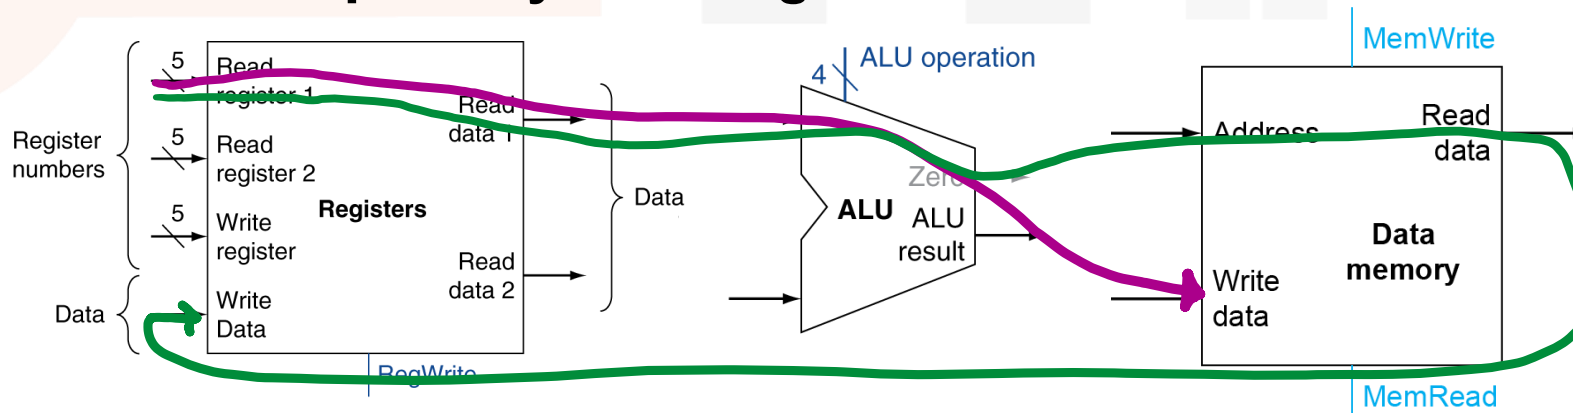 MemWrite
ALU operation
4
5
Read
register 1
Read
data 1
Address
Read
data
Register
numbers
5
Read
register 2
Zero
Data
Registers
ALU
ALU
result
5
Write
register
Data
memory
Read
data 2
Write
data
Data
Write
Data
RegWrite
MemRead